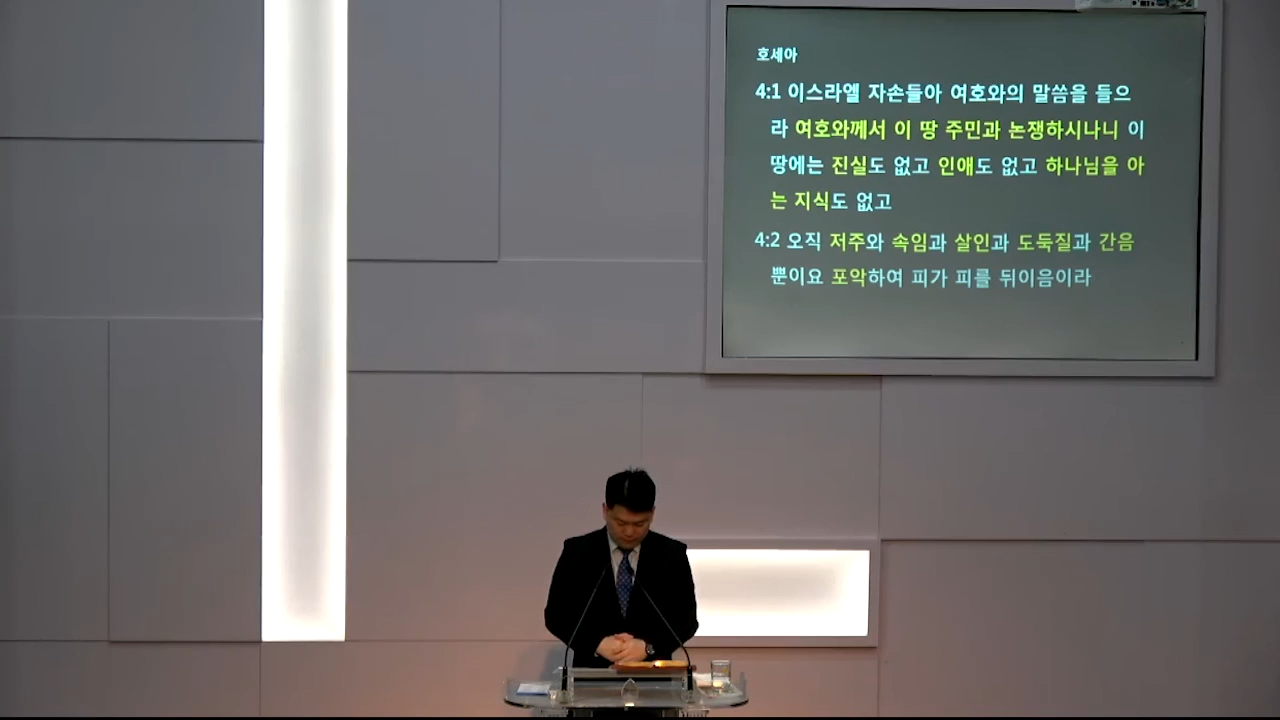 호세아
4:1 이스라엘 자손들아 여호와의 말씀을 들으
라 여호와께서 이 땅 주민과 논쟁하시나니 이
땅에는 진실도 없고 인애도 없고 하나님을 아
는 지식도 없고
4:2 오직 저주와 속임과 살인과 도둑질과 간음
뿐이요 포악하여 피가 피를 뒤이음이라